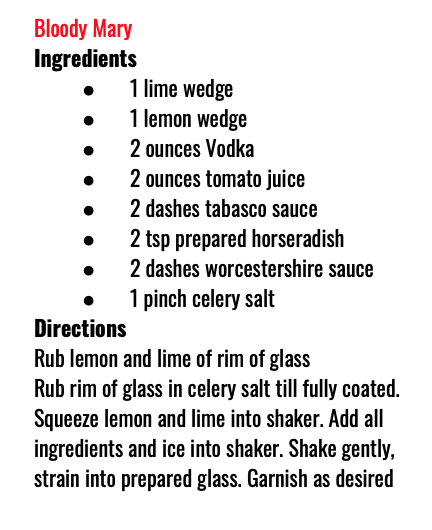 Bloody Mary
Ingredients
● 1 lime wedge
● 1 lemon wedge
● 2 ounces Vodka
● 2 ounces tomato juice
● 2 dashes tabasco sauce
● 2 tsp prepared horseradish
● 2 dashes worcestershire sauce
● 1 pinch celery salt
Directions
Rub lemon and lime of rim of glass
Rub rim of glass in celery salt till fully coated.
Squeeze lemon and lime into shaker. Add all
ingredients and ice into shaker. Shake gently,
strain into prepared glass. Garnish as desired